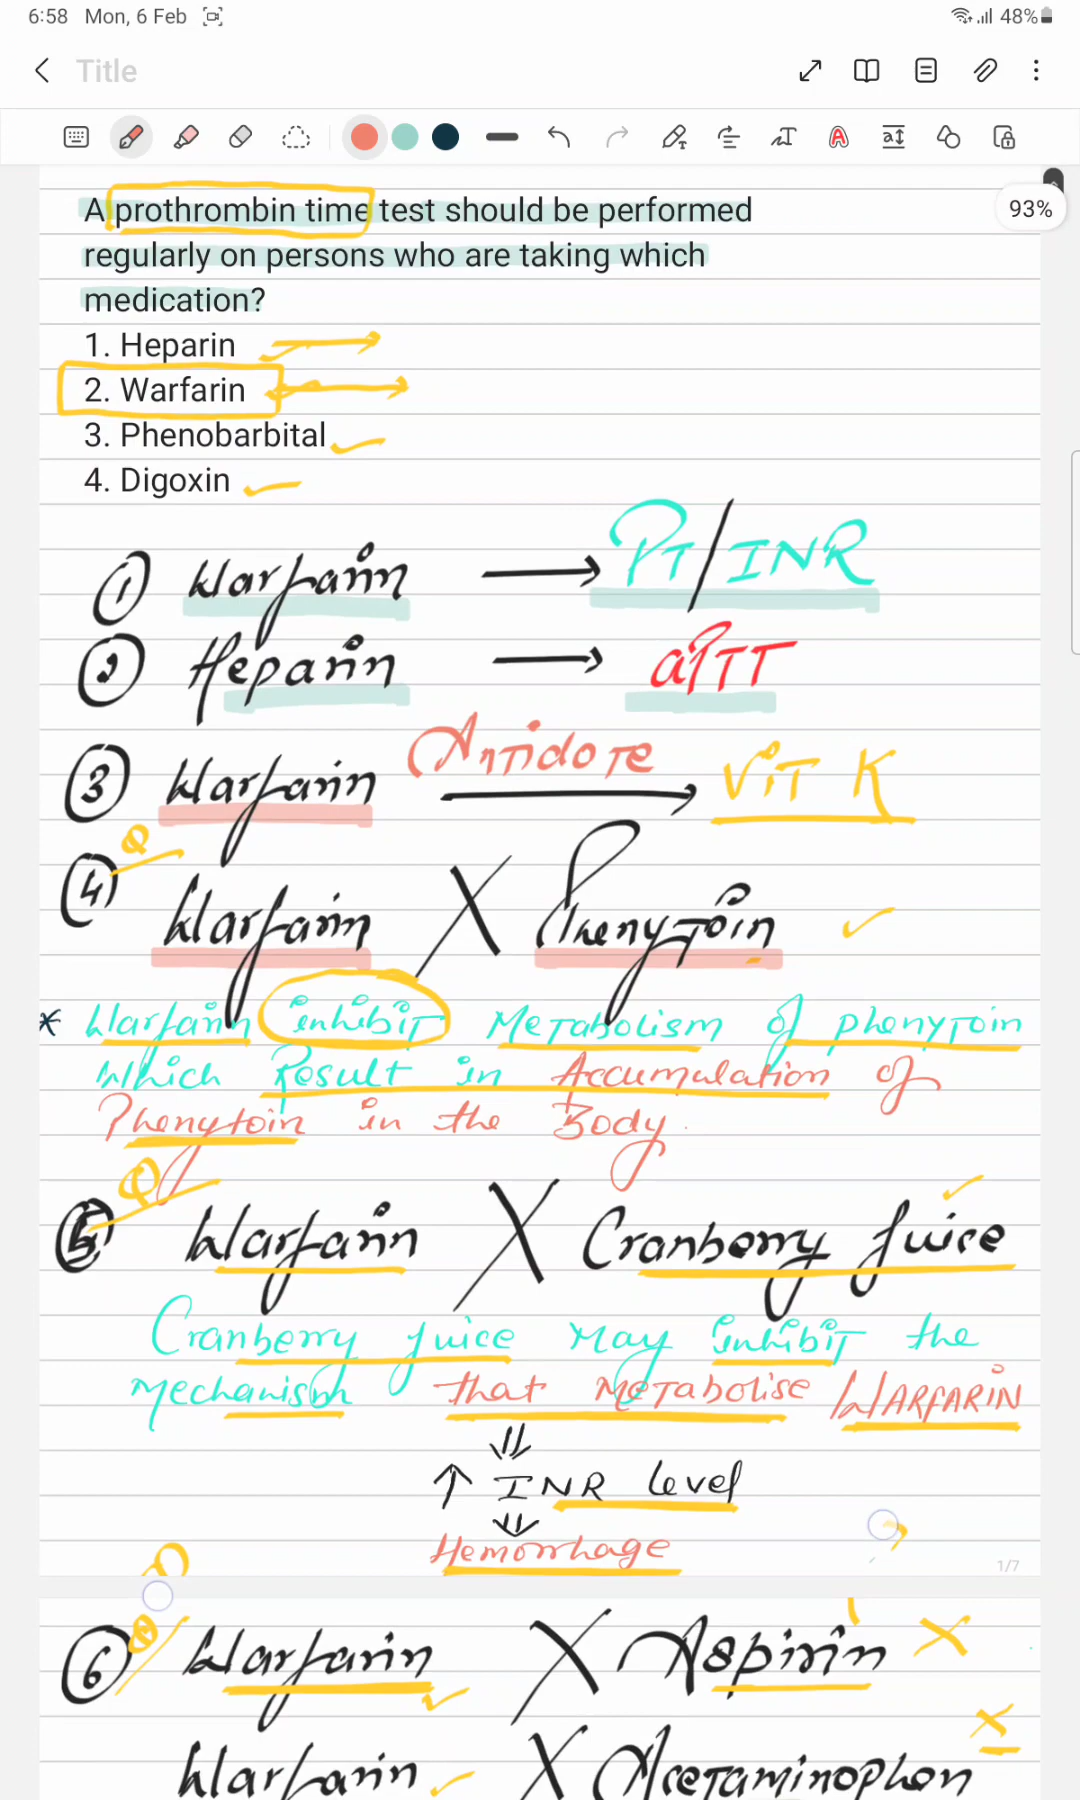 6:58 Mon, 6 Feb 48%
Title
93%
A prothrombin time test should be performed
regularly on persons who are taking which
medication?
1. Heparin
2. Warfarin
3. Phenobarbital
4. Digoxin
① Warfarin → PT/INR
② Heparin → aPTT
③ Warfarin Antidote → ViT K
Q
④ Warfarin X Phenytoin ✓
* Warfarin inhibit Metabolism of phenytoin
Which Result in Accumulation of
Phenytoin in the Body.
Q
⑤ Warfarin X Cranberry Juice
Cranberry juice May inhibit the
Mechanism that Metabolise WARFARIN
⇓
↑ INR level
⇓
Hemorrhage
1/7
⑥ Warfarin X Aspirin X
Warfarin X Acetaminophen X